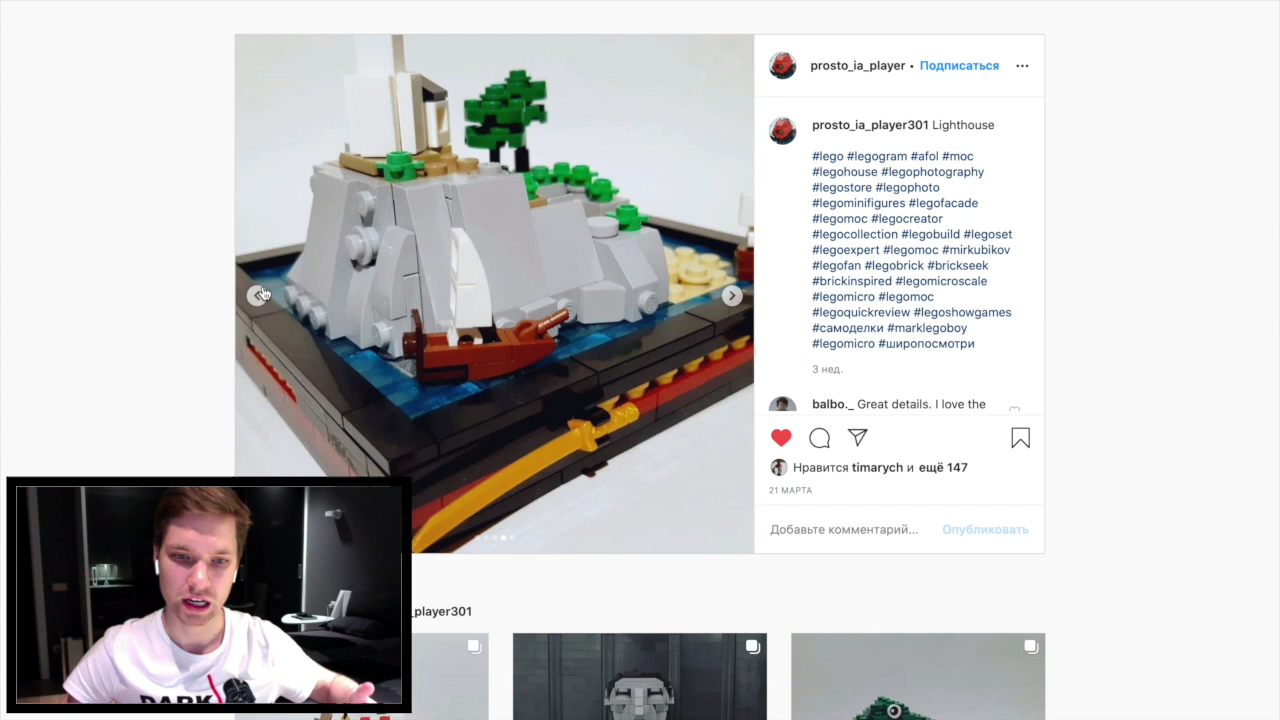 prosto_ia_player • Подписаться
prosto_ia_player301 Lighthouse
#lego #legogram #afol #moc
#legohouse #legophotography
#legostore #legophoto
#legominifigures #legofacade
#legomoc #legocreator
#legocollection #legobuild #legoset
#legoexpert #legomoc #mirkubikov
#legofan #legobrick #brickseek
#brickinspired #legomicroscale
#legomicro #legomoc
#legoquickreview #legoshowgames
#самоделки #marklegoboy
#legomicro #широпосмотри
3 нед.
balbo._ Great details. I love the
Нравится timarych и ещё 147
21 МАРТА
Добавьте комментарий... Опубликовать
_player301
DARK